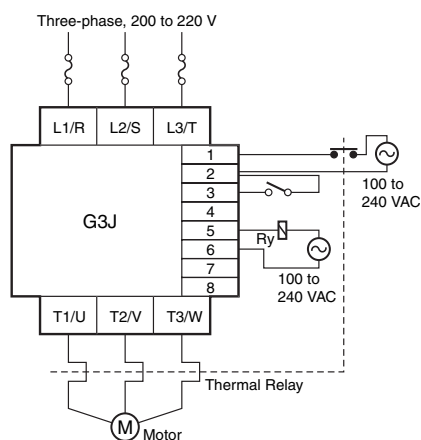 Three-phase, 200 to 220 V
L1/R L2/S L3/T
1
2
3
4
5
6
7
8
G3J
100 to
240 VAC
Ry
100 to
240 VAC
T1/U T2/V T3/W
Thermal Relay
M
Motor